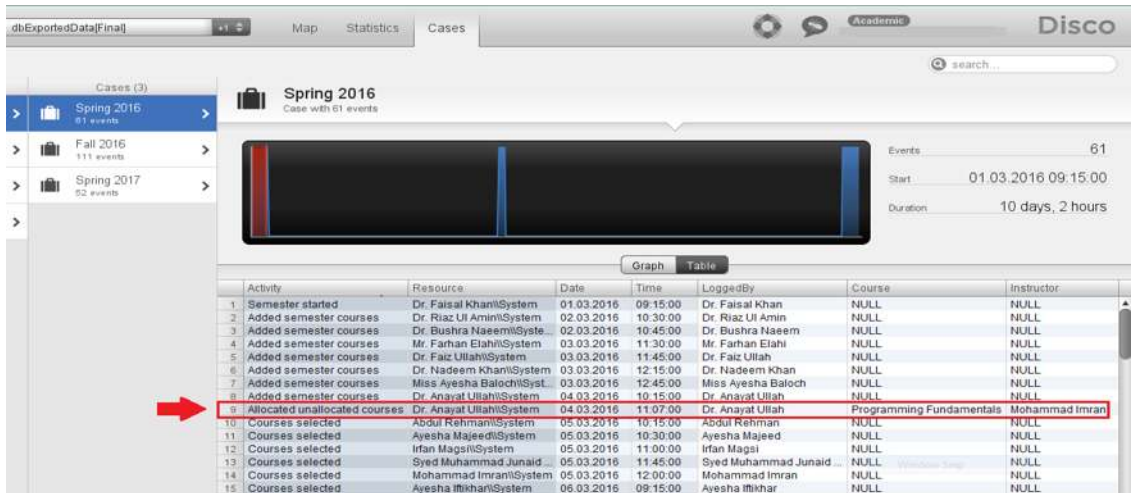 dbExportedData[Final] +1 Map Statistics Cases Academic Disco
search...
Cases (3)
Spring 2016
61 events
Fall 2016
111 events
Spring 2017
52 events
Spring 2016
Case with 61 events
Events 61
Start 01.03.2016 09:15:00
Duration 10 days, 2 hours
Graph Table
Activity Resource Date Time LoggedBy Course Instructor
1 Semester started Dr. Faisal Khan\\System 01.03.2016 09:15:00 Dr. Faisal Khan NULL NULL
2 Added semester courses Dr. Riaz Ul Amin\\System 02.03.2016 10:30:00 Dr. Riaz Ul Amin NULL NULL
3 Added semester courses Dr. Bushra Naeem\\Syste... 02.03.2016 10:45:00 Dr. Bushra Naeem NULL NULL
4 Added semester courses Mr. Farhan Elahi\\System 03.03.2016 11:30:00 Mr. Farhan Elahi NULL NULL
5 Added semester courses Dr. Faiz Ullah\\System 03.03.2016 11:45:00 Dr. Faiz Ullah NULL NULL
6 Added semester courses Dr. Nadeem Khan\\System 03.03.2016 12:15:00 Dr. Nadeem Khan NULL NULL
7 Added semester courses Miss Ayesha Baloch\\Syst... 03.03.2016 12:45:00 Miss Ayesha Baloch NULL NULL
8 Added semester courses Dr. Anayat Ullah\\System 04.03.2016 10:15:00 Dr. Anayat Ullah NULL NULL
9 Allocated unallocated courses Dr. Anayat Ullah\\System 04.03.2016 11:07:00 Dr. Anayat Ullah Programming Fundamentals Mohammad Imran
10 Courses selected Abdul Rehman\\System 05.03.2016 10:15:00 Abdul Rehman NULL NULL
11 Courses selected Ayesha Majeed\\System 05.03.2016 10:30:00 Ayesha Majeed NULL NULL
12 Courses selected Irfan Magsi\\System 05.03.2016 11:00:00 Irfan Magsi NULL NULL
13 Courses selected Syed Muhammad Junaid ... 05.03.2016 11:45:00 Syed Muhammad Junaid ... NULL NULL
14 Courses selected Mohammad Imran\\System 05.03.2016 12:00:00 Mohammad Imran NULL NULL
15 Courses selected Ayesha Iftikhar\\System 06.03.2016 09:15:00 Ayesha Iftikhar NULL NULL